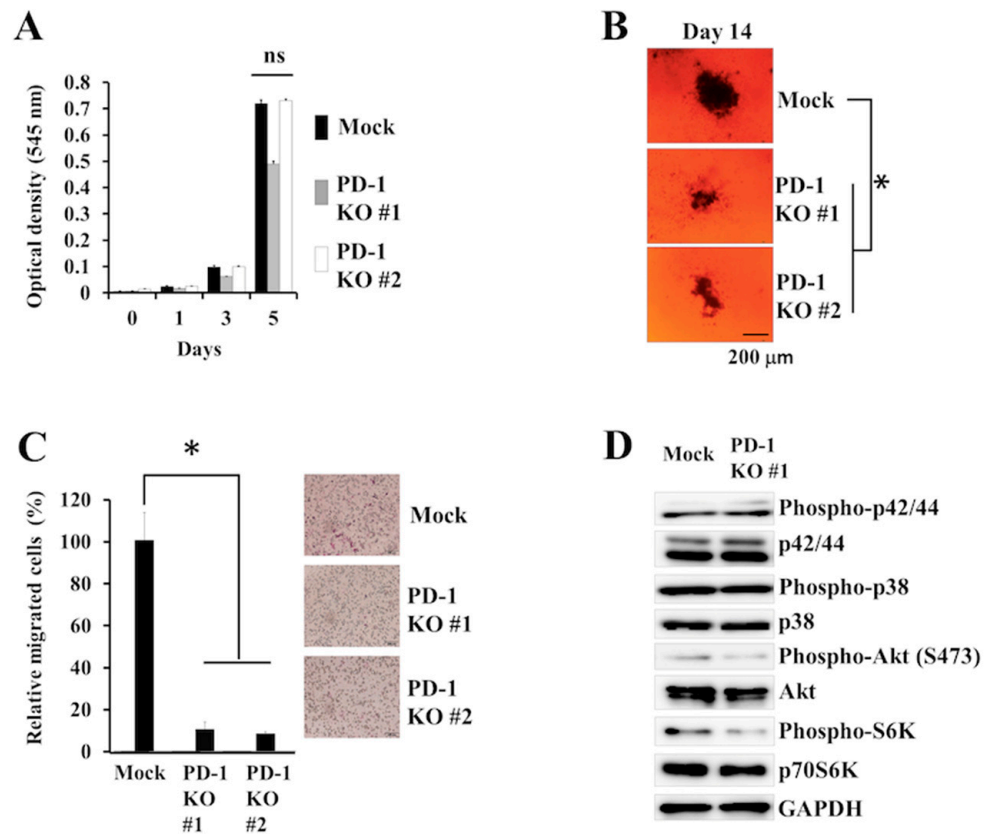 A
ns
Optical density (545 nm)
0.8
0.7
0.6
0.5
0.4
0.3
0.2
0.1
0
0 1 3 5
Days
Mock
PD-1
KO #1
PD-1
KO #2
B
Day 14
Mock
PD-1
KO #1
PD-1
KO #2
*
200 μm
C
*
Relative migrated cells (%)
120
100
80
60
40
20
0
Mock
PD-1
KO
#1
PD-1
KO
#2
Mock
PD-1
KO #1
PD-1
KO #2
D
Mock
PD-1
KO #1
Phospho-p42/44
p42/44
Phospho-p38
p38
Phospho-Akt (S473)
Akt
Phospho-S6K
p70S6K
GAPDH